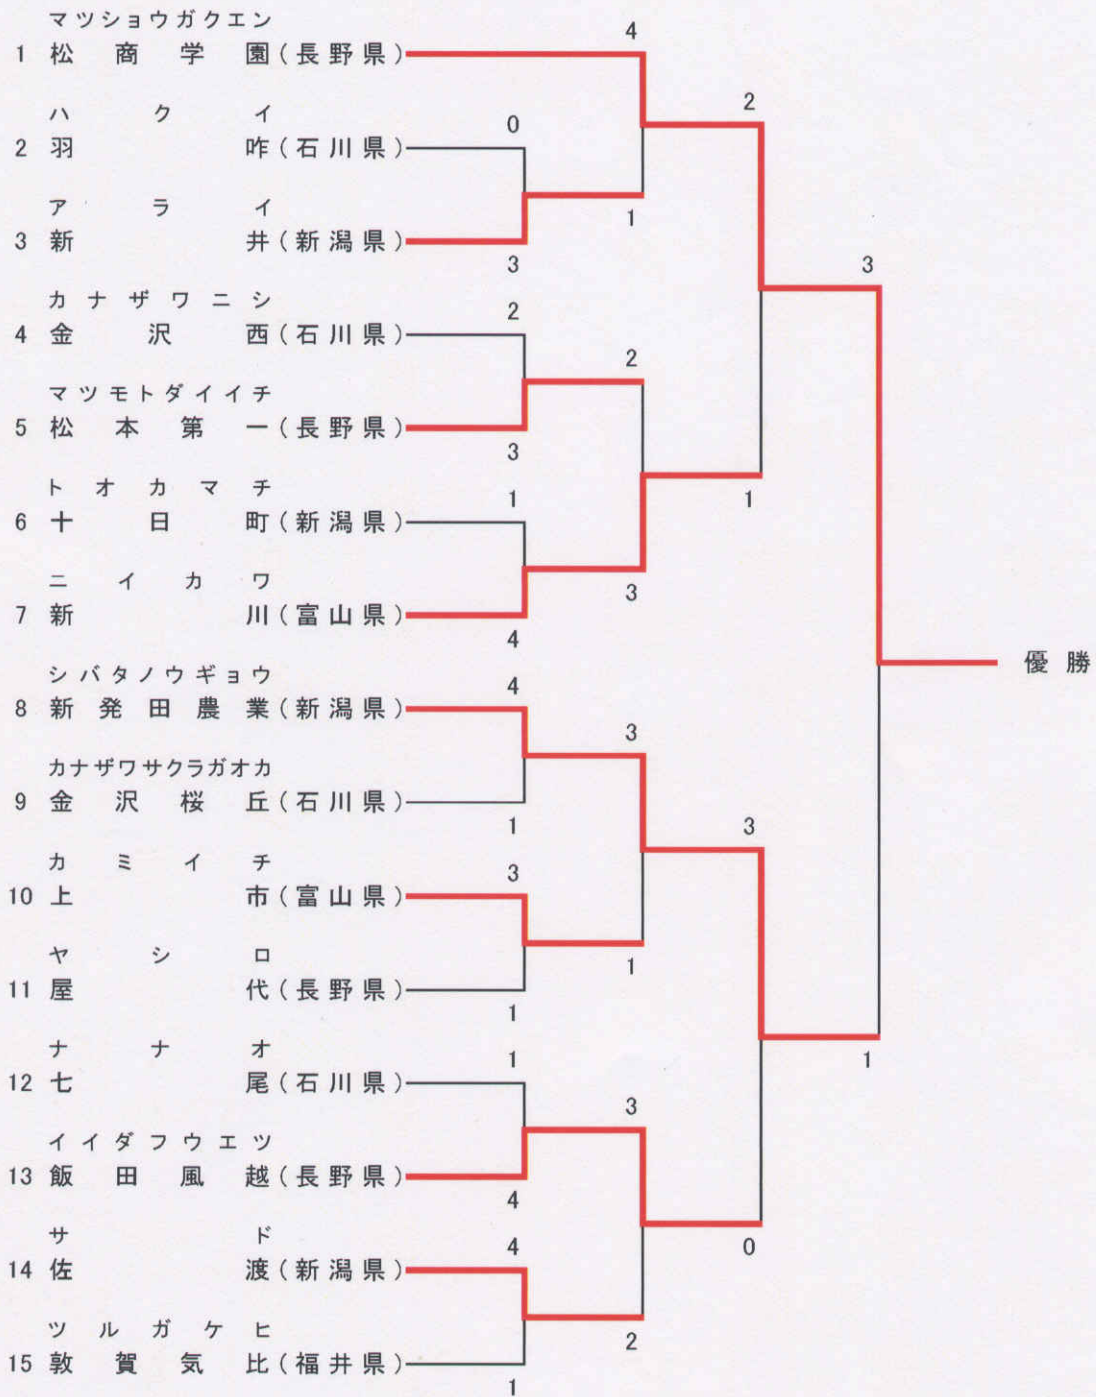 マツショウガクエン
4
1 松商学園(長野県)
2
ハクイ
0
2 羽咋(石川県)
アライ
1
3 新井(新潟県)
3
3
カナザワニシ
2
4 金沢西(石川県)
2
マツモトダイイチ
5 松本第一(長野県)
3
トオカマチ
1
1
6 十日町(新潟県)
ニイカワ
3
7 新川(富山県)
4
優勝
シバタノウギョウ
4
8 新発田農業(新潟県)
3
カナザワサクラガオカ
9 金沢桜丘(石川県)
1
3
カミイチ
3
10 上市(富山県)
ヤシロ
1
11 屋代(長野県)
1
ナナオ
1
1
12 七尾(石川県)
3
イイダフウエツ
13 飯田風越(長野県)
4
サド
4
0
14 佐渡(新潟県)
ツルガケヒ
2
15 敦賀気比(福井県)
1